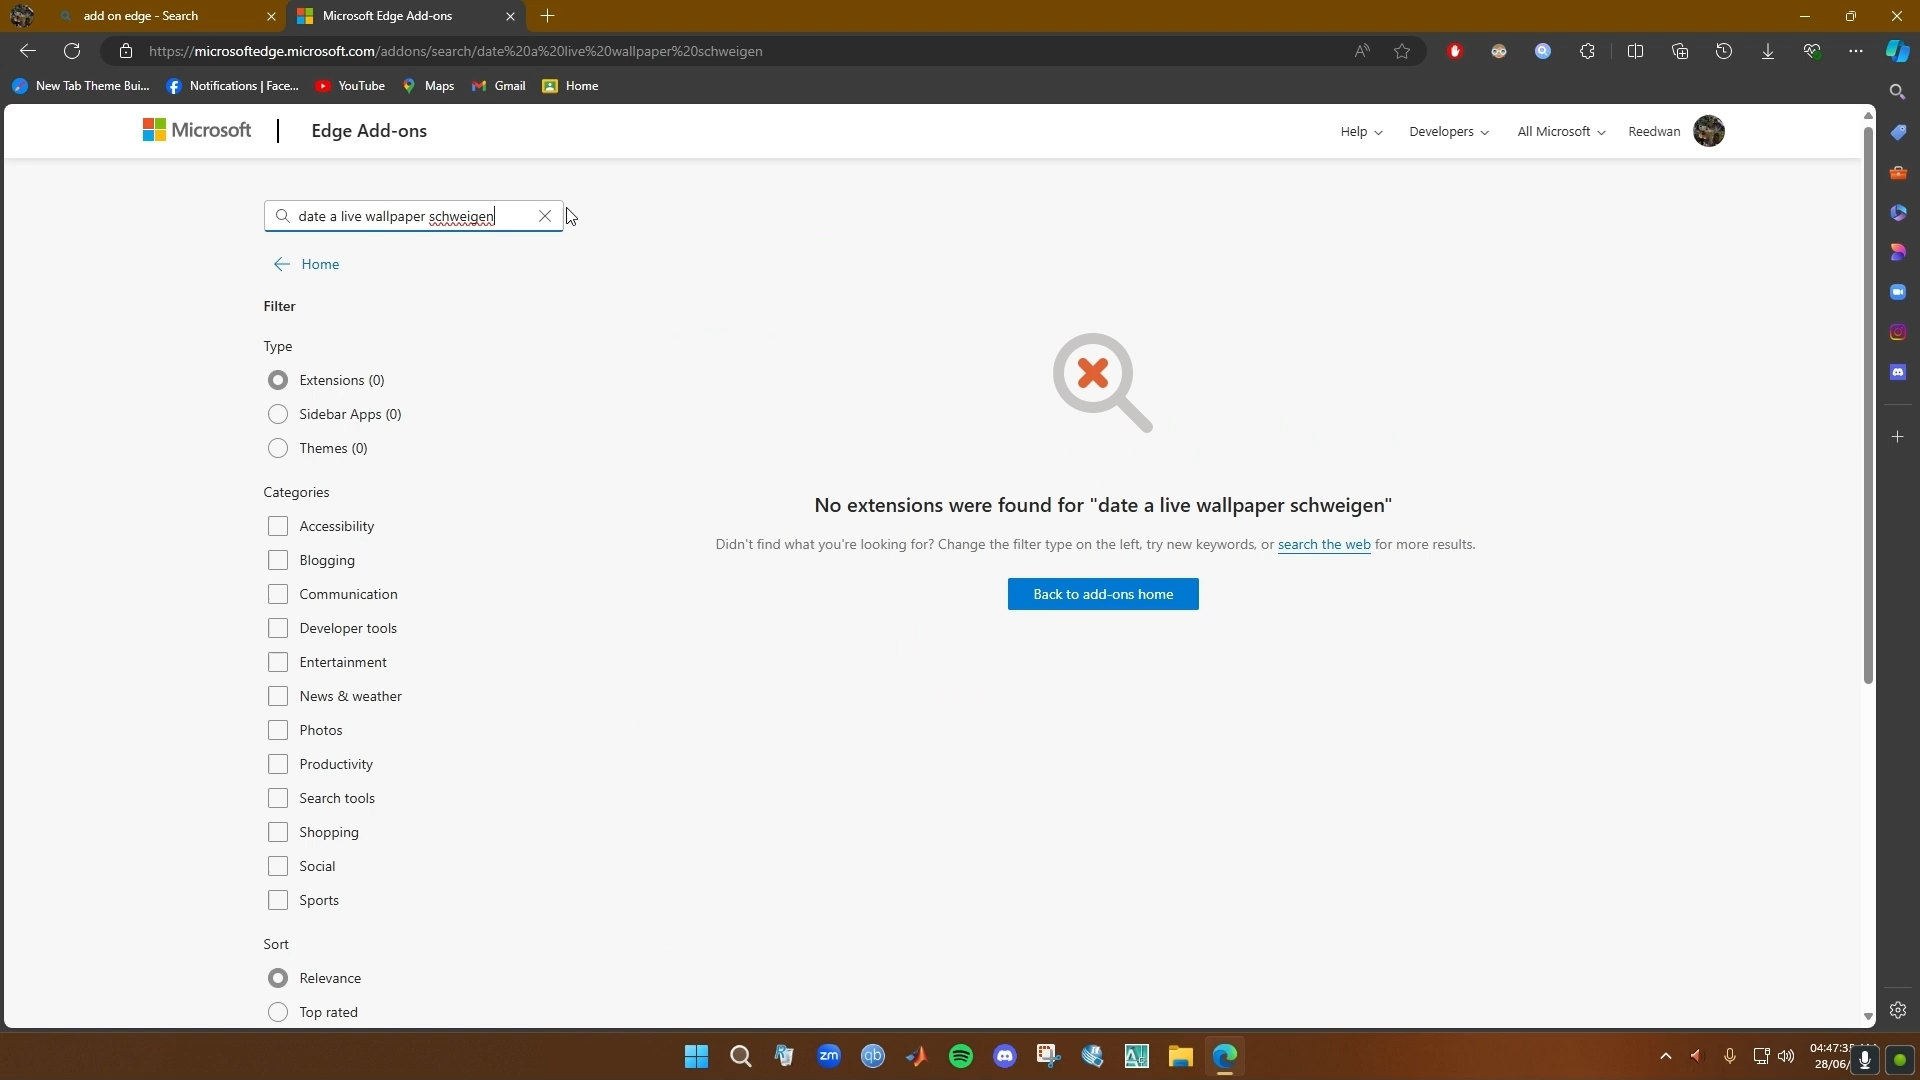 add on edge - Search
Microsoft Edge Add-ons
https://microsoftedge.microsoft.com/addons/search/date%20a%20live%20wallpaper%20schweigen
New Tab Theme Bui...
Notifications | Face...
YouTube
Maps
Gmail
Home
Microsoft
Edge Add-ons
Help
Developers
All Microsoft
Reedwan
date a live wallpaper schweigen
Home
Filter
Type
Extensions (0)
Sidebar Apps (0)
Themes (0)
Categories
Accessibility
Blogging
Communication
Developer tools
Entertainment
News & weather
Photos
Productivity
Search tools
Shopping
Social
Sports
Sort
Relevance
Top rated
No extensions were found for "date a live wallpaper schweigen"
Didn't find what you're looking for? Change the filter type on the left, try new keywords, or search the web for more results.
Back to add-ons home
zm
qb
28/06/